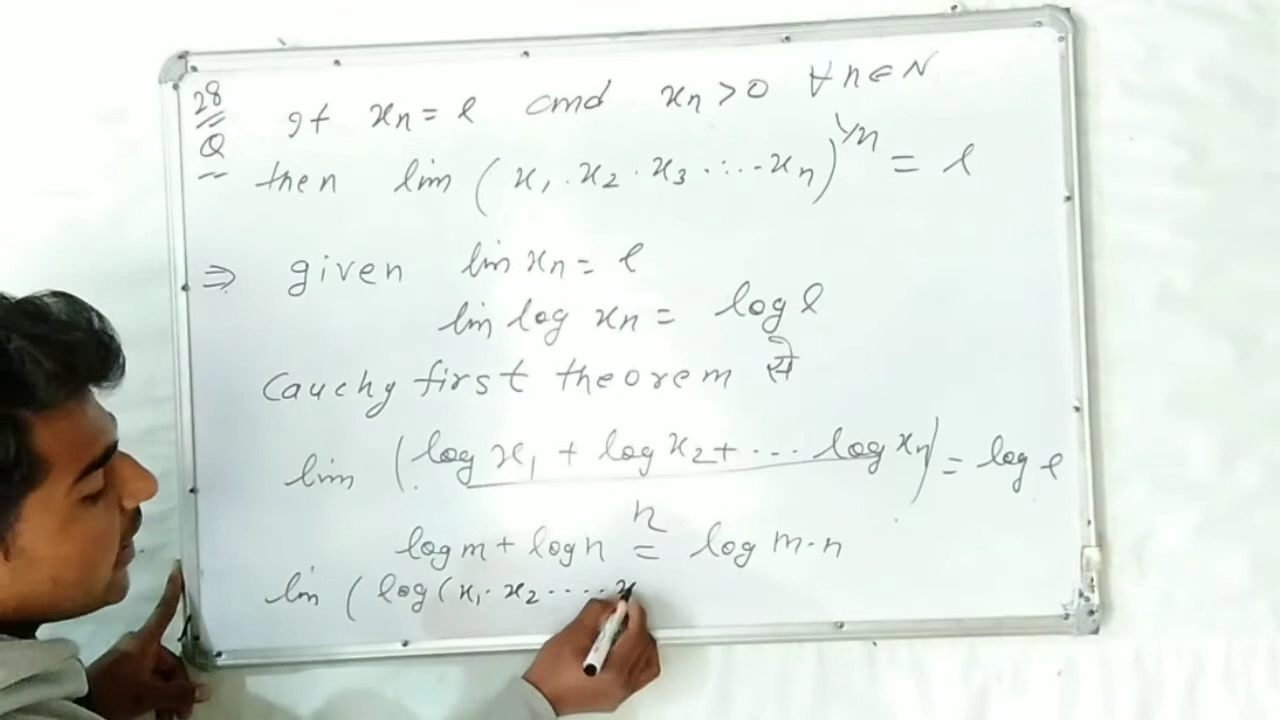 28
Q If xn = l and xn > 0 ∀ n ∈ N
then lim (x1 . x2 . x3 ..... xn)^1/n = l
⇒ given lim xn = l
lim log xn = log l
Cauchy first theorem से
lim (log x1 + log x2 + ... log xn) = log l
n
log m + log n = log m.n
lim ( log ( x1 . x2 ..... x